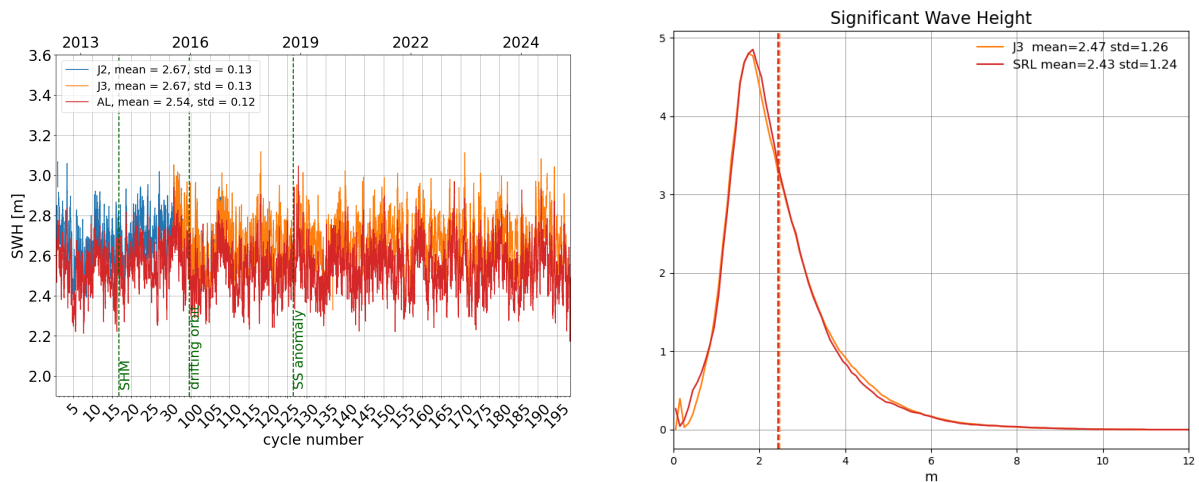 2013 2016 2019 2022 2024
3.6
3.4
3.2
3.0
2.8
2.6
2.4
2.2
2.0
SWH [m]
J2, mean = 2.67, std = 0.13
J3, mean = 2.67, std = 0.13
AL, mean = 2.54, std = 0.12
SHM
drifting orbit
SS anomaly
5 10 15 20 25 30 100 105 110 115 120 125 130 135 140 145 150 155 160 165 170 175 180 185 190 195
cycle number
Significant Wave Height
J3 mean=2.47 std=1.26
SRL mean=2.43 std=1.24
5
4
3
2
1
0
0 2 4 6 8 10 12
m